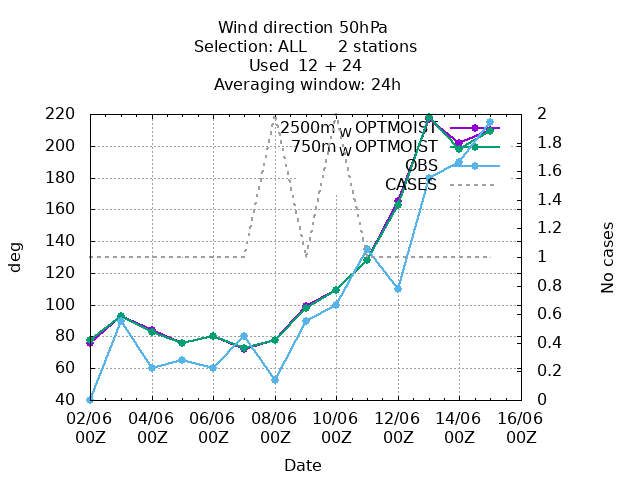 Wind direction 50hPa
Selection: ALL 2 stations
Used 12 + 24
Averaging window: 24h
220
200
180
160
140
120
100
80
60
40
deg
2500m_w OPTMOIST
750m_w OPTMOIST
OBS
CASES
2
1.8
1.6
1.4
1.2
1
0.8
0.6
0.4
0.2
0
No cases
02/06 04/06 06/06 08/06 10/06 12/06 14/06 16/06
00Z 00Z 00Z 00Z 00Z 00Z 00Z 00Z
Date